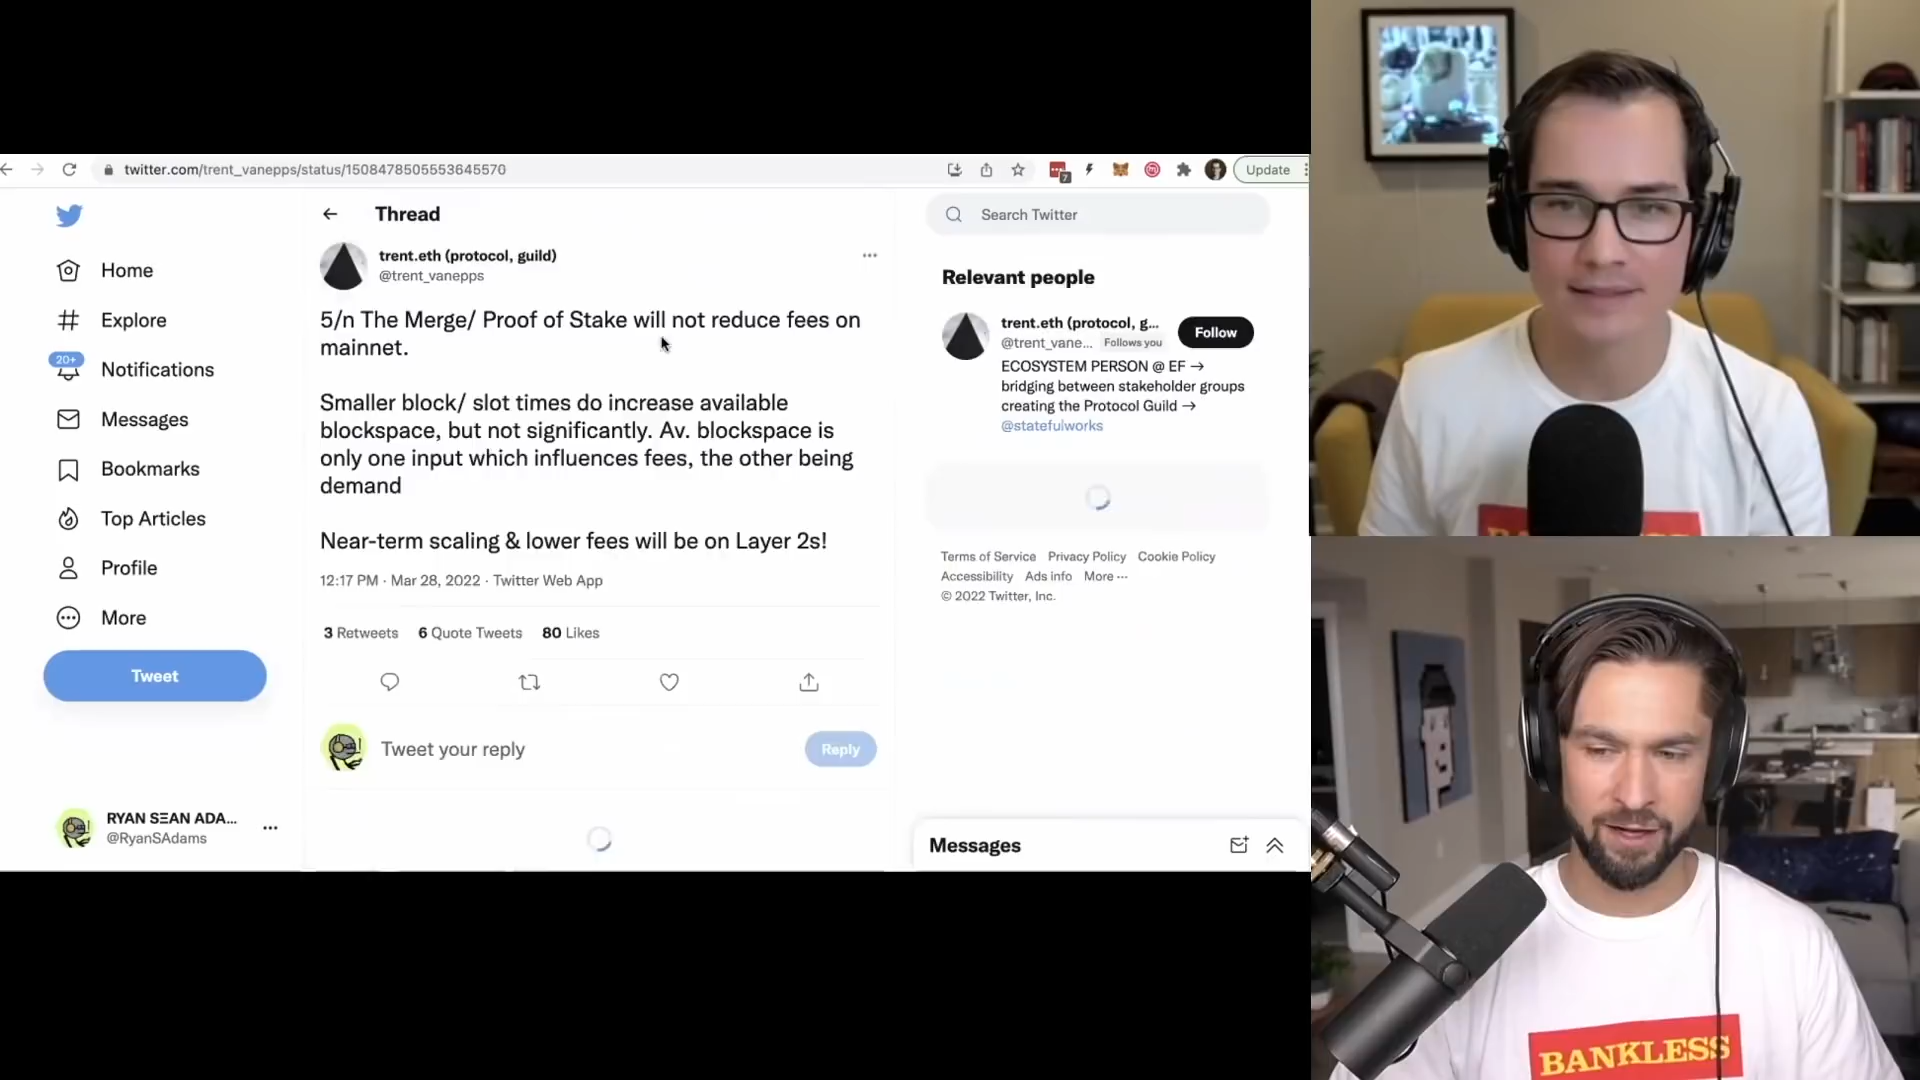 twitter.com/trent_vanepps/status/1508478505553645570
7
Update
Thread
Search Twitter
Home
Explore
20+
Notifications
Messages
Bookmarks
Top Articles
Profile
More
Tweet
RYAN SΞAN ADA...
@RyanSAdams
trent.eth (protocol, guild)
@trent_vanepps
5/n The Merge/ Proof of Stake will not reduce fees on
mainnet.
Smaller block/ slot times do increase available
blockspace, but not significantly. Av. blockspace is
only one input which influences fees, the other being
demand
Near-term scaling & lower fees will be on Layer 2s!
12:17 PM · Mar 28, 2022 · Twitter Web App
3 Retweets 6 Quote Tweets 80 Likes
Tweet your reply
Reply
Relevant people
trent.eth (protocol, g...
@trent_vane... Follows you
Follow
ECOSYSTEM PERSON @ EF →
bridging between stakeholder groups
creating the Protocol Guild →
@statefulworks
Terms of Service Privacy Policy Cookie Policy
Accessibility Ads info More ···
© 2022 Twitter, Inc.
Messages
BANKLESS